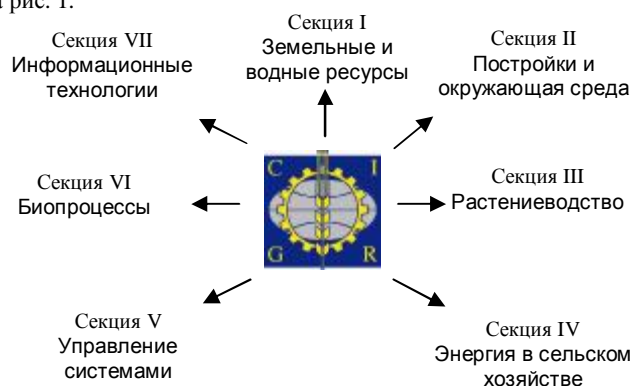 рис. 1.
Секция I
Земельные и
водные ресурсы
Секция II
Постройки и
окружающая среда
Секция III
Растениеводство
Секция IV
Энергия в сельском
хозяйстве
Секция V
Управление
системами
Секция VI
Биопроцессы
Секция VII
Информационные
технологии
C I
G R